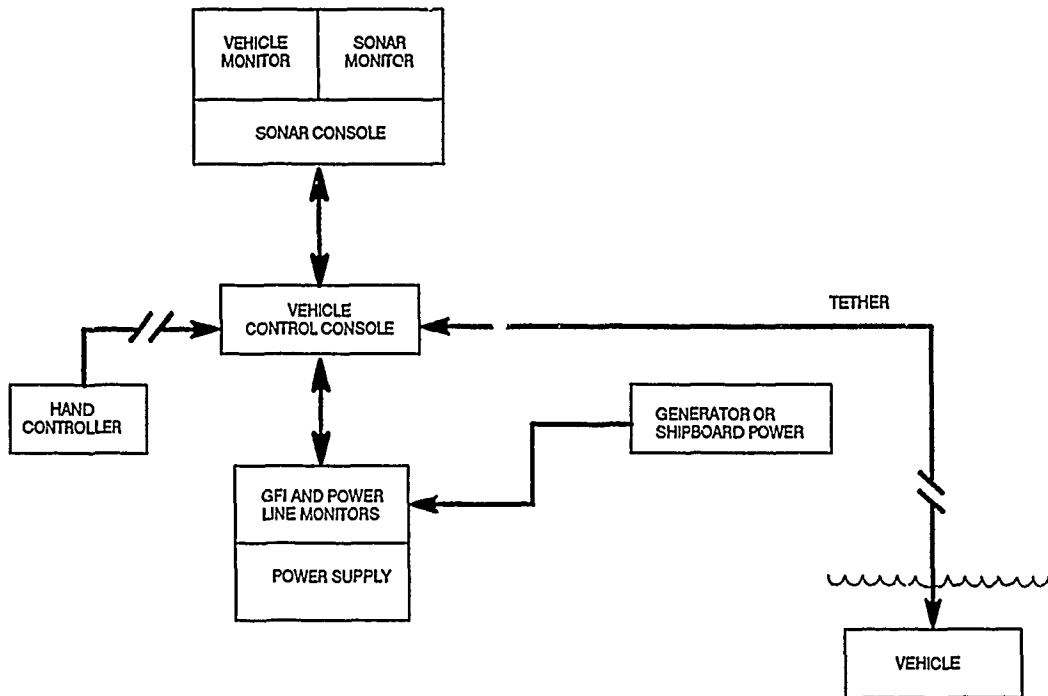 VEHICLE
MONITOR
SONAR
MONITOR
SONAR CONSOLE
VEHICLE
CONTROL CONSOLE
TETHER
HAND
CONTROLLER
GENERATOR OR
SHIPBOARD POWER
GFI AND POWER
LINE MONITORS
POWER SUPPLY
VEHICLE